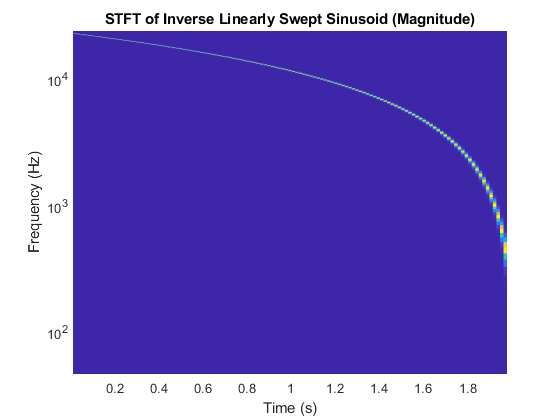 STFT of Inverse Linearly Swept Sinusoid (Magnitude)
10^4
10^3
10^2
Frequency (Hz)
0.2 0.4 0.6 0.8 1 1.2 1.4 1.6 1.8
Time (s)